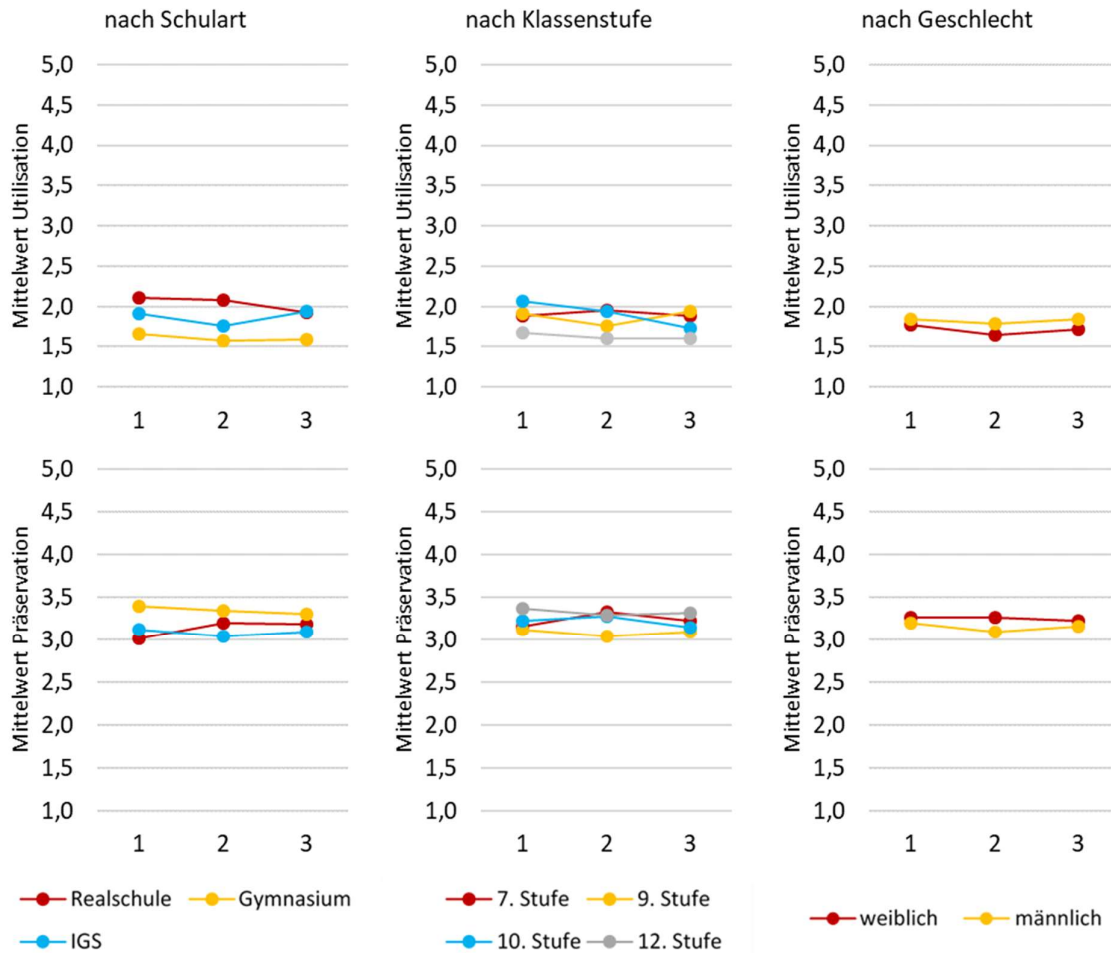 nach Schulart
nach Klassenstufe
nach Geschlecht
Mittelwert Utilisation
5,0
4,5
4,0
3,5
3,0
2,5
2,0
1,5
1,0
1 2 3
Mittelwert Utilisation
5,0
4,5
4,0
3,5
3,0
2,5
2,0
1,5
1,0
1 2 3
Mittelwert Utilisation
5,0
4,5
4,0
3,5
3,0
2,5
2,0
1,5
1,0
1 2 3
Mittelwert Präservation
5,0
4,5
4,0
3,5
3,0
2,5
2,0
1,5
1,0
1 2 3
Mittelwert Präservation
5,0
4,5
4,0
3,5
3,0
2,5
2,0
1,5
1,0
1 2 3
Mittelwert Präservation
5,0
4,5
4,0
3,5
3,0
2,5
2,0
1,5
1,0
1 2 3
Realschule Gymnasium
IGS
7. Stufe 9. Stufe
10. Stufe 12. Stufe
weiblich männlich